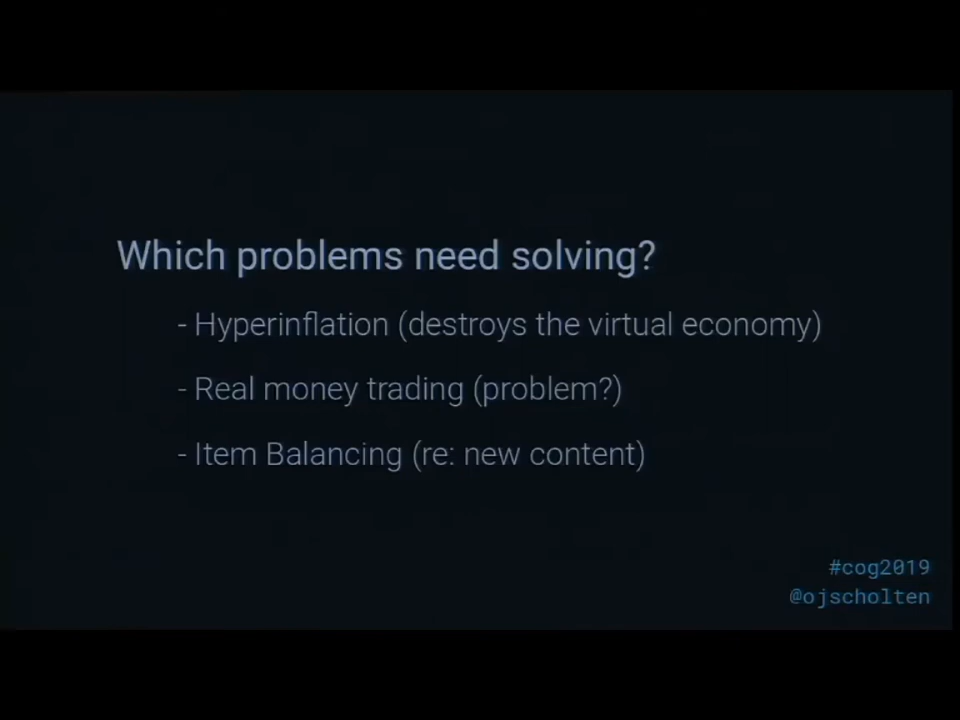 Which problems need solving?
- Hyperinflation (destroys the virtual economy)
- Real money trading (problem?)
- Item Balancing (re: new content)
#cog2019
@ojscholten